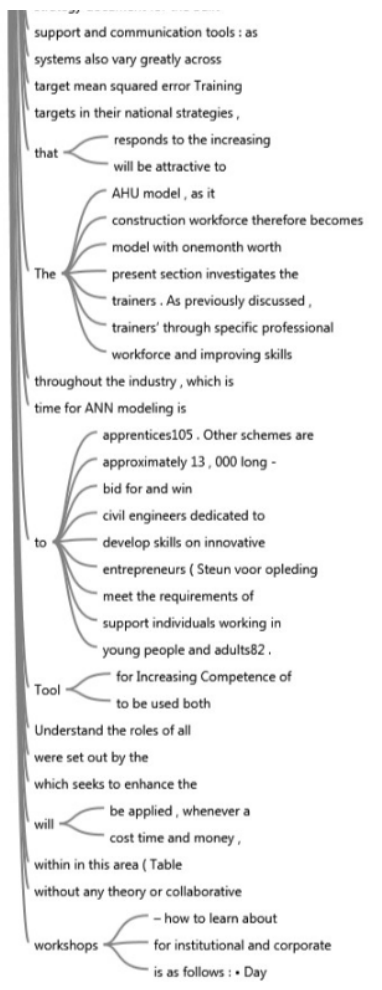 support and communication tools : as
systems also vary greatly across
target mean squared error Training
targets in their national strategies ,
that
responds to the increasing
will be attractive to
The
AHU model , as it
construction workforce therefore becomes
model with onemonth worth
present section investigates the
trainers . As previously discussed ,
trainers' through specific professional
workforce and improving skills
throughout the industry , which is
time for ANN modeling is
to
apprentices105 . Other schemes are
approximately 13 , 000 long -
bid for and win
civil engineers dedicated to
develop skills on innovative
entrepreneurs ( Steun voor opleding
meet the requirements of
support individuals working in
young people and adults82 .
Tool
for Increasing Competence of
to be used both
Understand the roles of all
were set out by the
which seeks to enhance the
will
be applied , whenever a
cost time and money ,
within in this area ( Table
without any theory or collaborative
workshops
– how to learn about
for institutional and corporate
is as follows : • Day